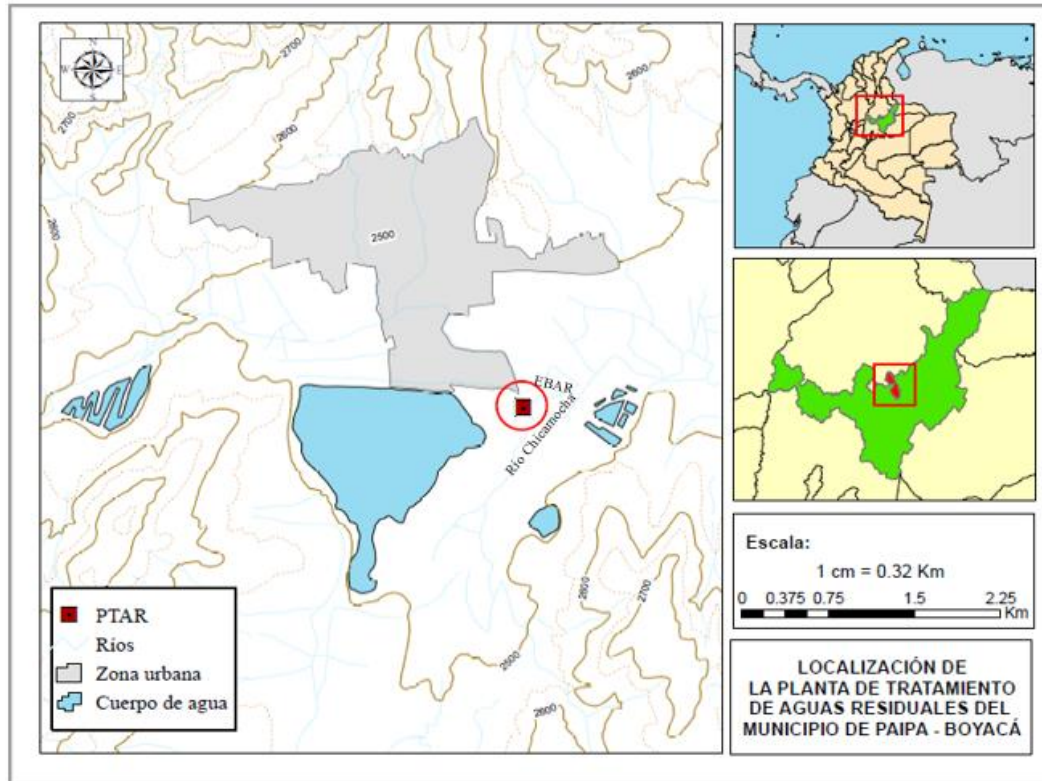 N
W
E
S
2700
2700
2600
2600
2600
2500
EBAR
Río Chicamocha
2600
2700
2500
2600
PTAR
Ríos
Zona urbana
Cuerpo de agua
Escala:
1 cm = 0.32 Km
0 0.375 0.75 1.5 2.25
Km
LOCALIZACIÓN DE
LA PLANTA DE TRATAMIENTO
DE AGUAS RESIDUALES DEL
MUNICIPIO DE PAIPA - BOYACÁ